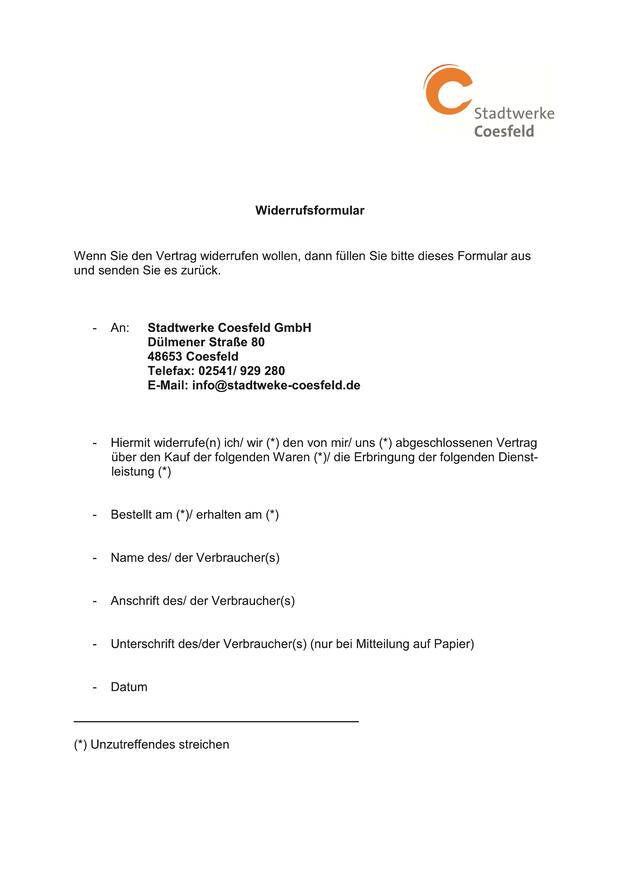 Stadtwerke
Coesfeld
Widerrufsformular
Wenn Sie den Vertrag widerrufen wollen, dann füllen Sie bitte dieses Formular aus
und senden Sie es zurück.
- An: Stadtwerke Coesfeld GmbH
Dülmener Straße 80
48653 Coesfeld
Telefax: 02541/ 929 280
E-Mail: info@stadtweke-coesfeld.de
- Hiermit widerrufe(n) ich/ wir (*) den von mir/ uns (*) abgeschlossenen Vertrag
über den Kauf der folgenden Waren (*)/ die Erbringung der folgenden Dienst-
leistung (*)
- Bestellt am (*)/ erhalten am (*)
- Name des/ der Verbraucher(s)
- Anschrift des/ der Verbraucher(s)
- Unterschrift des/der Verbraucher(s) (nur bei Mitteilung auf Papier)
- Datum
(*) Unzutreffendes streichen